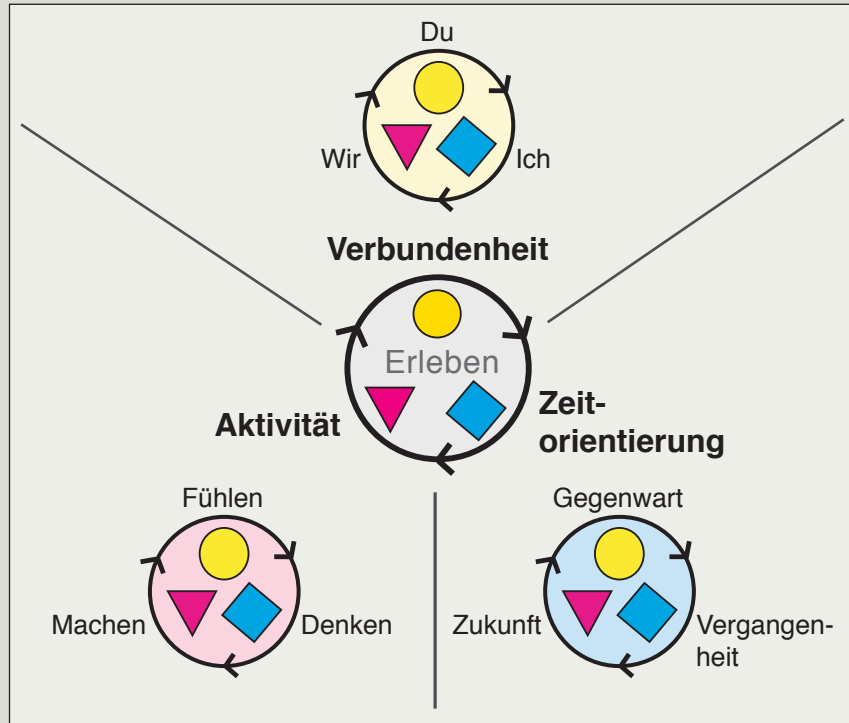 Du
Wir
Ich
Verbundenheit
Erleben
Aktivität
Zeit-
orientierung
Fühlen
Machen
Denken
Gegenwart
Zukunft
Vergangen-
heit